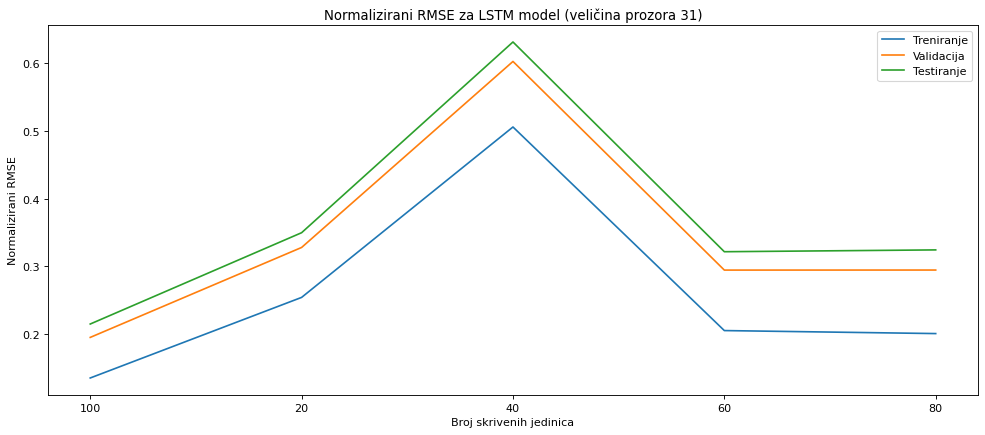 Normalizirani RMSE za LSTM model (veličina prozora 31)
Treniranje
Validacija
Testiranje
Normalizirani RMSE
0.6
0.5
0.4
0.3
0.2
100 20 40 60 80
Broj skrivenih jedinica